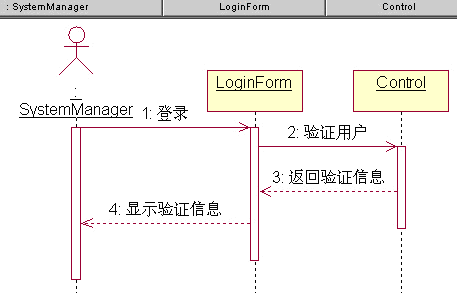 : SystemManager
LoginForm
Control
:
SystemManager
LoginForm
Control
1: 登录
2: 验证用户
3: 返回验证信息
4: 显示验证信息